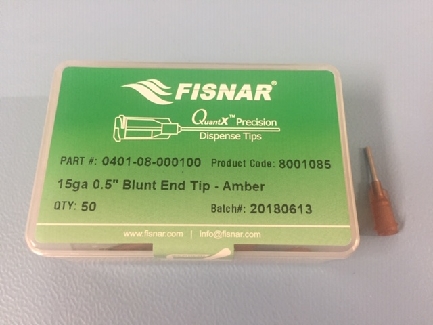 FISNAR®
QuantX™ Precision
Dispense Tips
PART #: 0401-08-000100 Product Code: 8001085
15ga 0.5" Blunt End Tip - Amber
QTY: 50 Batch#: 20180613
www.fisnar.com | info@fisnar.com